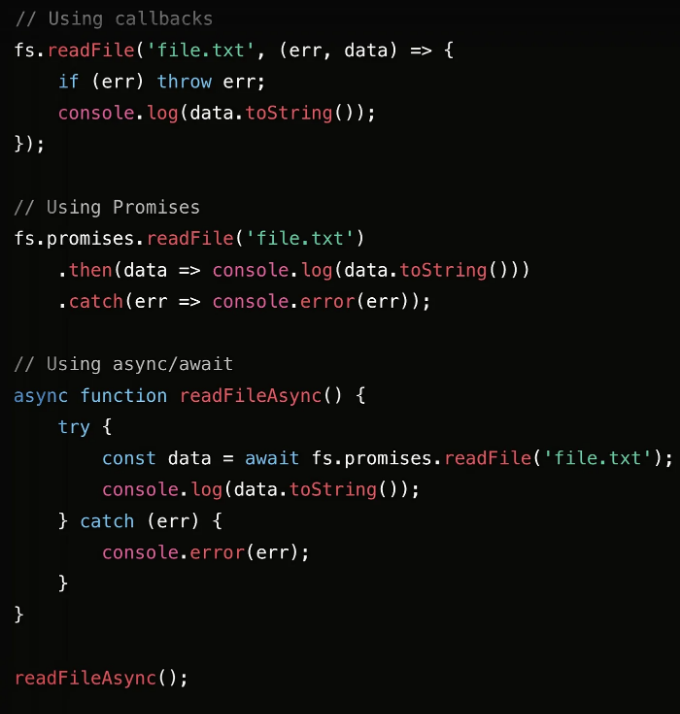 // Using callbacks
fs.readFile('file.txt', (err, data) => {
    if (err) throw err;
    console.log(data.toString());
});

// Using Promises
fs.promises.readFile('file.txt')
    .then(data => console.log(data.toString()))
    .catch(err => console.error(err));

// Using async/await
async function readFileAsync() {
    try {
        const data = await fs.promises.readFile('file.txt');
        console.log(data.toString());
    } catch (err) {
        console.error(err);
    }
}

readFileAsync();